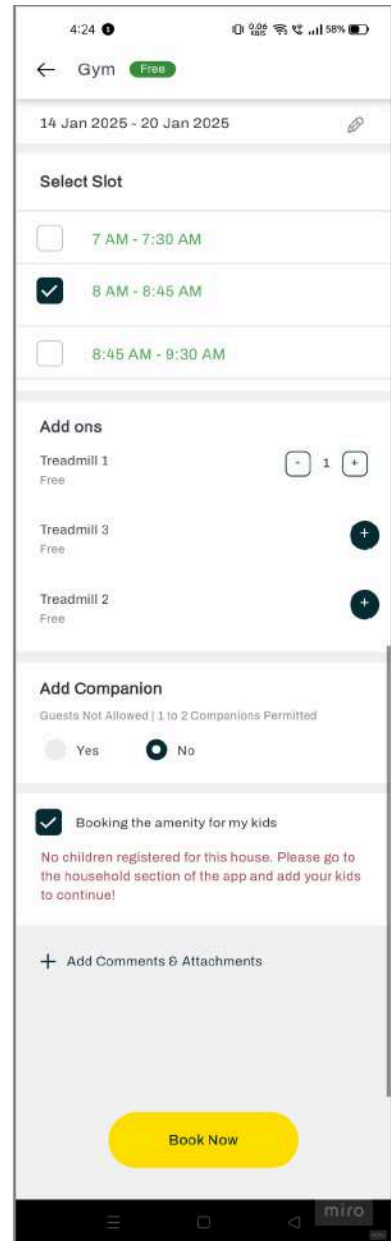 4:24 1 0.06 KB/S 58%
Gym Free
14 Jan 2025 - 20 Jan 2025
Select Slot
7 AM - 7:30 AM
8 AM - 8:45 AM
8:45 AM - 9:30 AM
Add ons
Treadmill 1
- 1 +
Free
Treadmill 3
+
Free
Treadmill 2
+
Free
Add Companion
Guests Not Allowed | 1 to 2 Companions Permitted
Yes No
Booking the amenity for my kids
No children registered for this house. Please go to
the household section of the app and add your kids
to continue!
+ Add Comments & Attachments
Book Now
miro